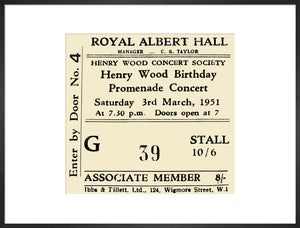 ROYAL ALBERT HALL
MANAGER ... C. S. TAYLOR
HENRY WOOD CONCERT SOCIETY
Henry Wood Birthday
Promenade Concert
Saturday 3rd March, 1951
At 7.30 p.m. Doors open at 7
Enter by Door No. 4
G
39
STALL
10/6
ASSOCIATE MEMBER 8/-
Ibbs & Tillett, Ltd., 124, Wigmore Street, W.1